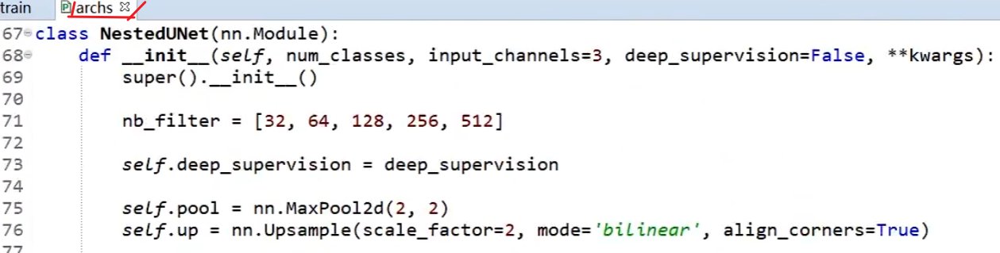 train archs
67 class NestedUNet(nn.Module):
68 def __init__(self, num_classes, input_channels=3, deep_supervision=False, **kwargs):
69 super().__init__()
70
71 nb_filter = [32, 64, 128, 256, 512]
72
73 self.deep_supervision = deep_supervision
74
75 self.pool = nn.MaxPool2d(2, 2)
76 self.up = nn.Upsample(scale_factor=2, mode='bilinear', align_corners=True)
77